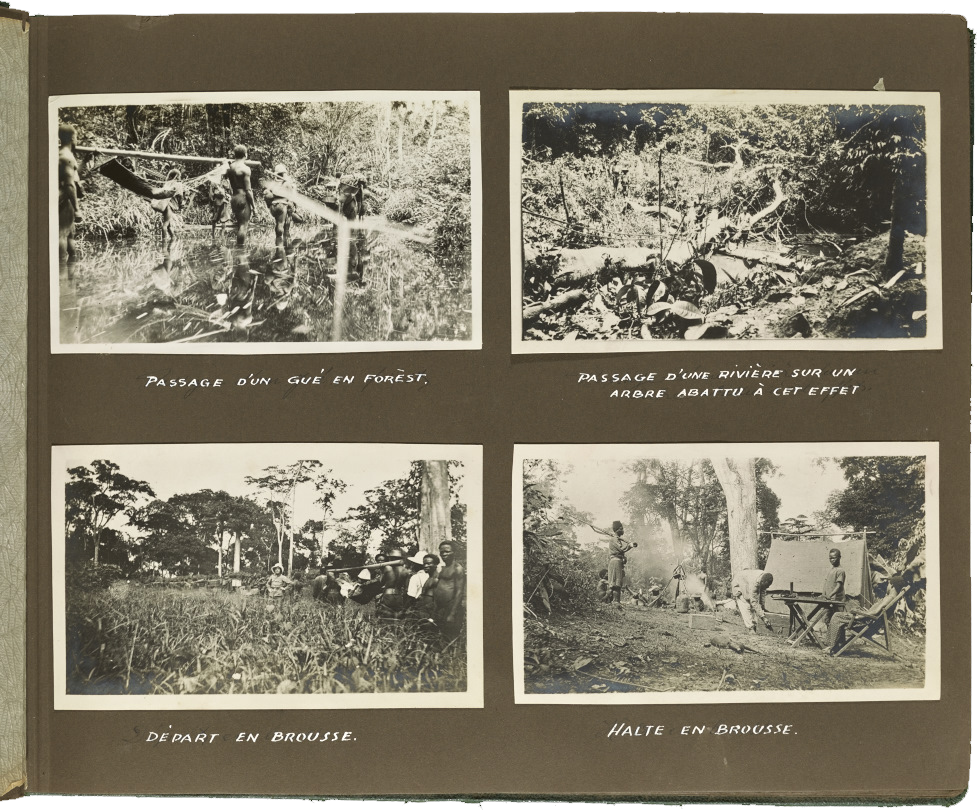 PASSAGE D'UN GUÉ EN FORÈST.
PASSAGE D'UNE RIVIÈRE SUR UN
ARBRE ABATTU À CET EFFET
DÉPART EN BROUSSE.
HALTE EN BROUSSE.